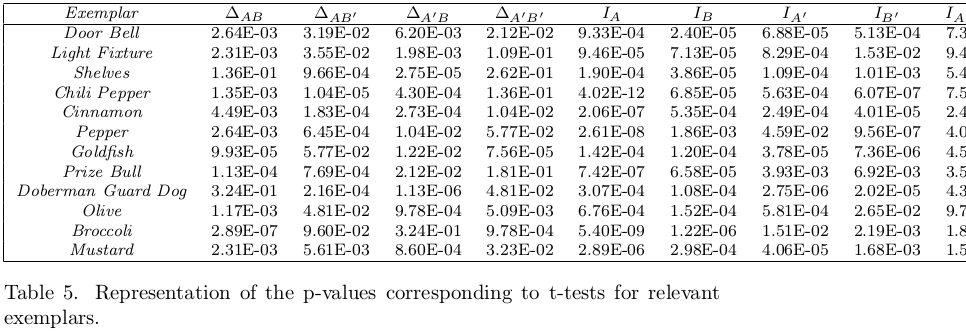 Exemplar Δ_AB Δ_AB′ Δ_A′B Δ_A′B′ I_A I_B I_A′ I_B′ I_A
Door Bell 2.64E-03 3.19E-02 6.20E-03 2.12E-02 9.33E-04 2.40E-05 6.88E-05 5.13E-04 7.3
Light Fixture 2.31E-03 3.55E-02 1.98E-03 1.09E-01 9.46E-05 7.13E-05 8.29E-04 1.53E-02 9.4
Shelves 1.36E-01 9.66E-04 2.75E-05 2.62E-01 1.90E-04 3.86E-05 1.09E-04 1.01E-03 5.4
Chili Pepper 1.35E-03 1.04E-05 4.30E-04 1.36E-01 4.02E-12 6.85E-05 5.63E-04 6.07E-07 7.5
Cinnamon 4.49E-03 1.83E-04 2.73E-04 1.04E-02 2.06E-07 5.35E-04 2.49E-04 4.01E-05 2.4
Pepper 2.64E-03 6.45E-04 1.04E-02 5.77E-02 2.61E-08 1.86E-03 4.59E-02 9.56E-07 4.0
Goldfish 9.93E-05 5.77E-02 1.22E-02 7.56E-05 1.42E-04 1.20E-04 3.78E-05 7.36E-06 4.5
Prize Bull 1.13E-04 7.69E-04 2.12E-02 1.81E-01 7.42E-07 6.58E-05 3.93E-03 6.92E-03 3.5
Doberman Guard Dog 3.24E-01 2.16E-04 1.13E-06 4.81E-02 3.07E-04 1.08E-04 2.75E-06 2.02E-05 4.3
Olive 1.17E-03 4.81E-02 9.78E-04 5.09E-03 6.76E-04 1.52E-04 5.81E-04 2.65E-02 9.7
Broccoli 2.89E-07 9.60E-02 3.24E-01 9.78E-04 5.40E-09 1.22E-06 1.51E-02 2.19E-03 1.8
Mustard 2.31E-03 5.61E-03 8.60E-04 3.23E-02 2.89E-06 2.98E-04 4.06E-05 1.68E-03 1.5
Table 5. Representation of the p-values corresponding to t-tests for relevant
exemplars.